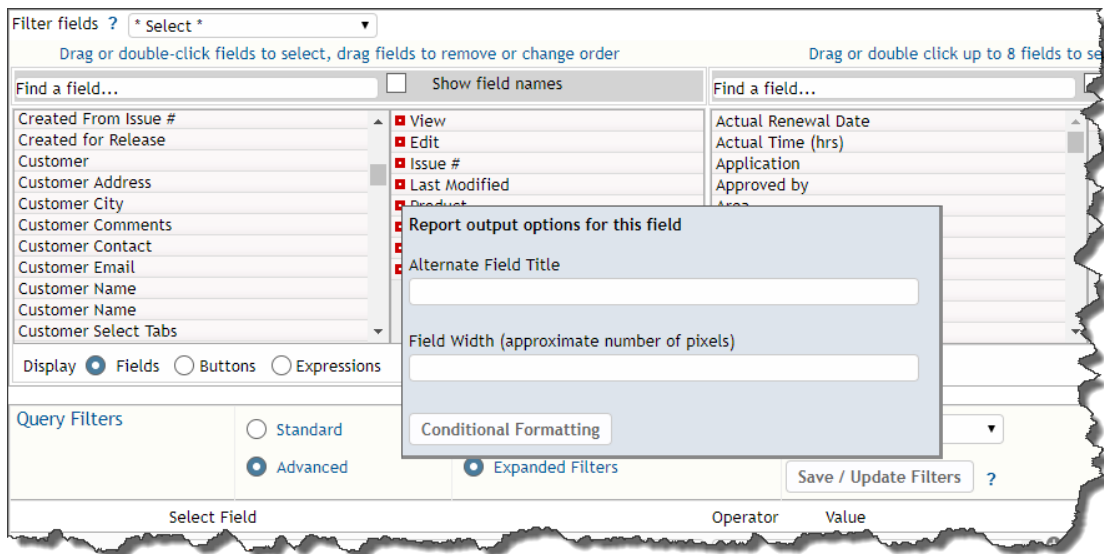 Filter fields ? * Select *
Drag or double-click fields to select, drag fields to remove or change order
Drag or double click up to 8 fields to se
Find a field...
Show field names
Find a field...
Created From Issue #
Created for Release
Customer
Customer Address
Customer City
Customer Comments
Customer Contact
Customer Email
Customer Name
Customer Name
Customer Select Tabs
View
Edit
Issue #
Last Modified
Product
Actual Renewal Date
Actual Time (hrs)
Application
Approved by
Area
Report output options for this field
Alternate Field Title
Field Width (approximate number of pixels)
Conditional Formatting
Display Fields Buttons Expressions
Query Filters
Standard
Advanced
Expanded Filters
Save / Update Filters ?
Select Field Operator Value